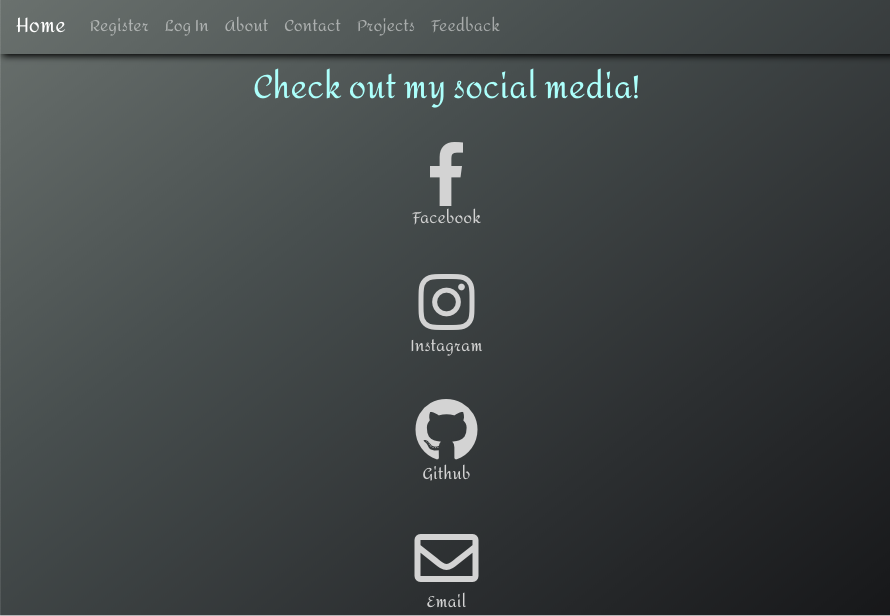 Home Register Log In About Contact Projects Feedback
Check out my social media!
Facebook
Instagram
Github
Email